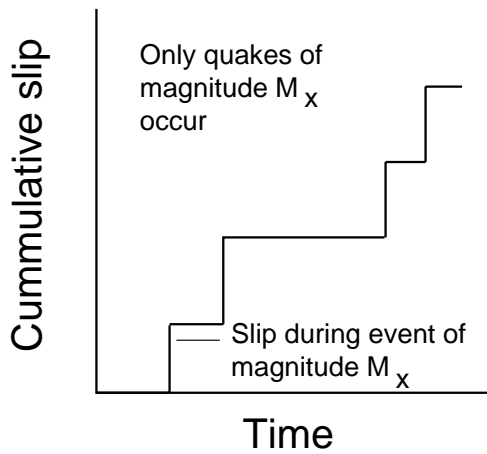 Cummulative slip
Only quakes of
magnitude M x
occur
Slip during event of
magnitude M x
Time